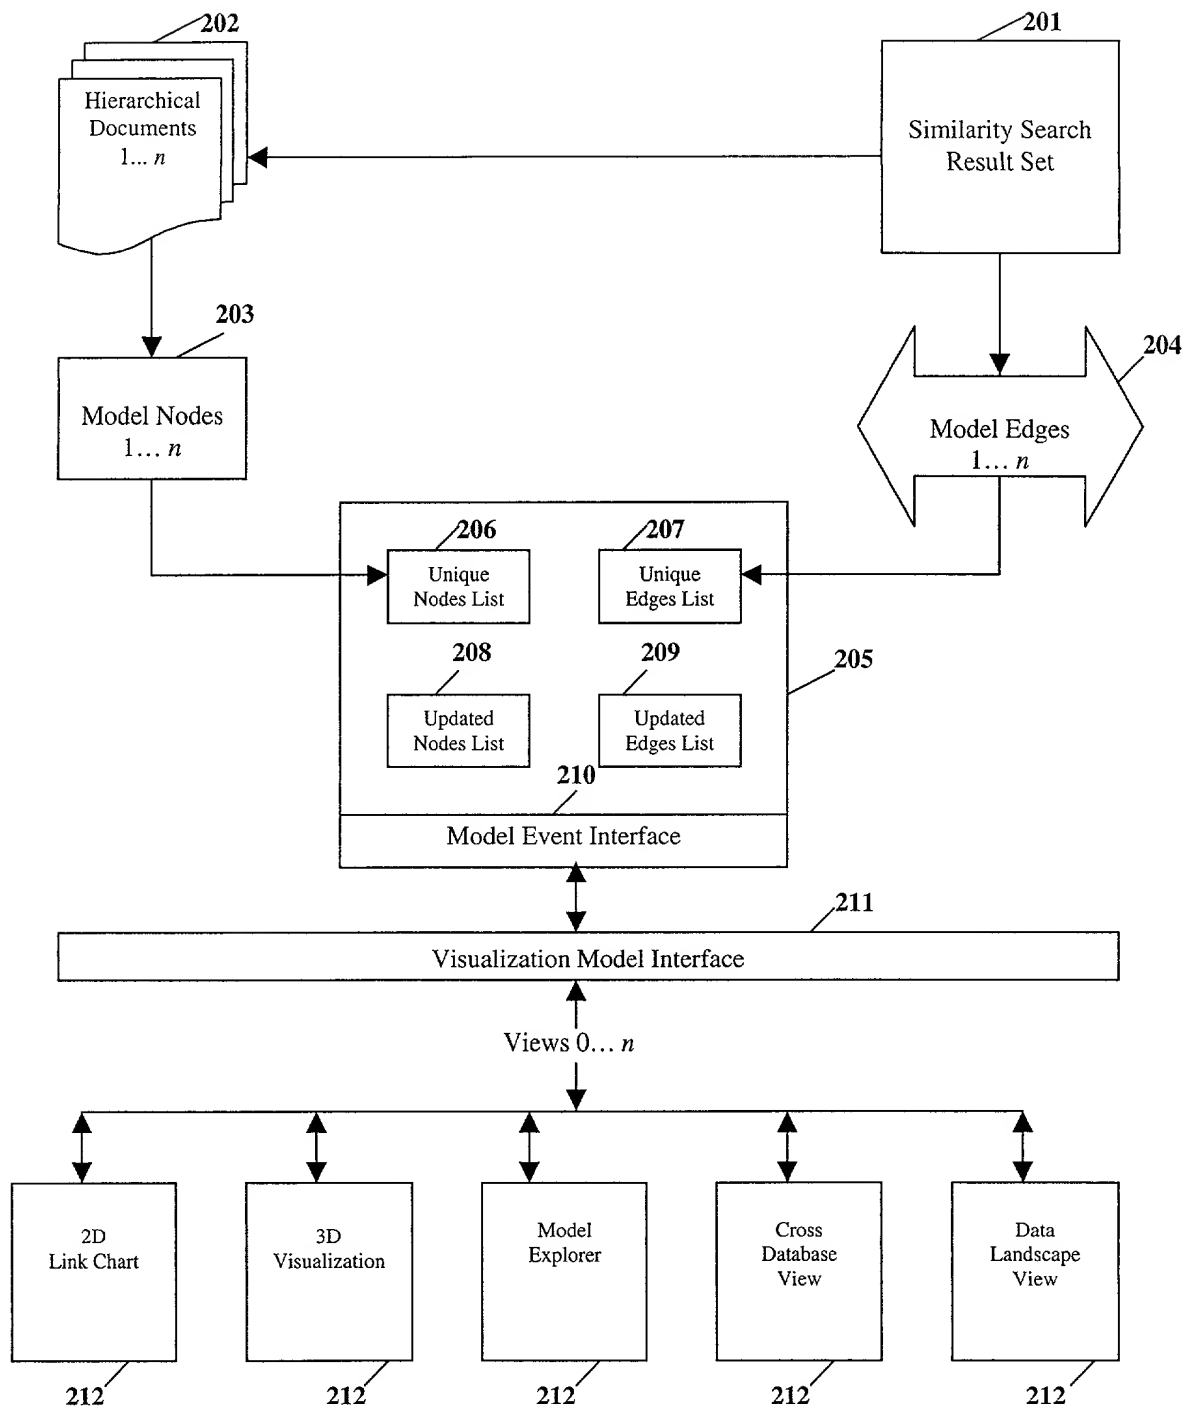 202
201
Hierarchical
Documents
1... n
Similarity Search
Result Set
203
204
Model Nodes
1... n
Model Edges
1... n
206
207
Unique
Nodes List
Unique
Edges List
208
209
205
Updated
Nodes List
Updated
Edges List
210
Model Event Interface
211
Visualization Model Interface
Views 0... n
2D
Link Chart
3D
Visualization
Model
Explorer
Cross
Database
View
Data
Landscape
View
212
212
212
212
212